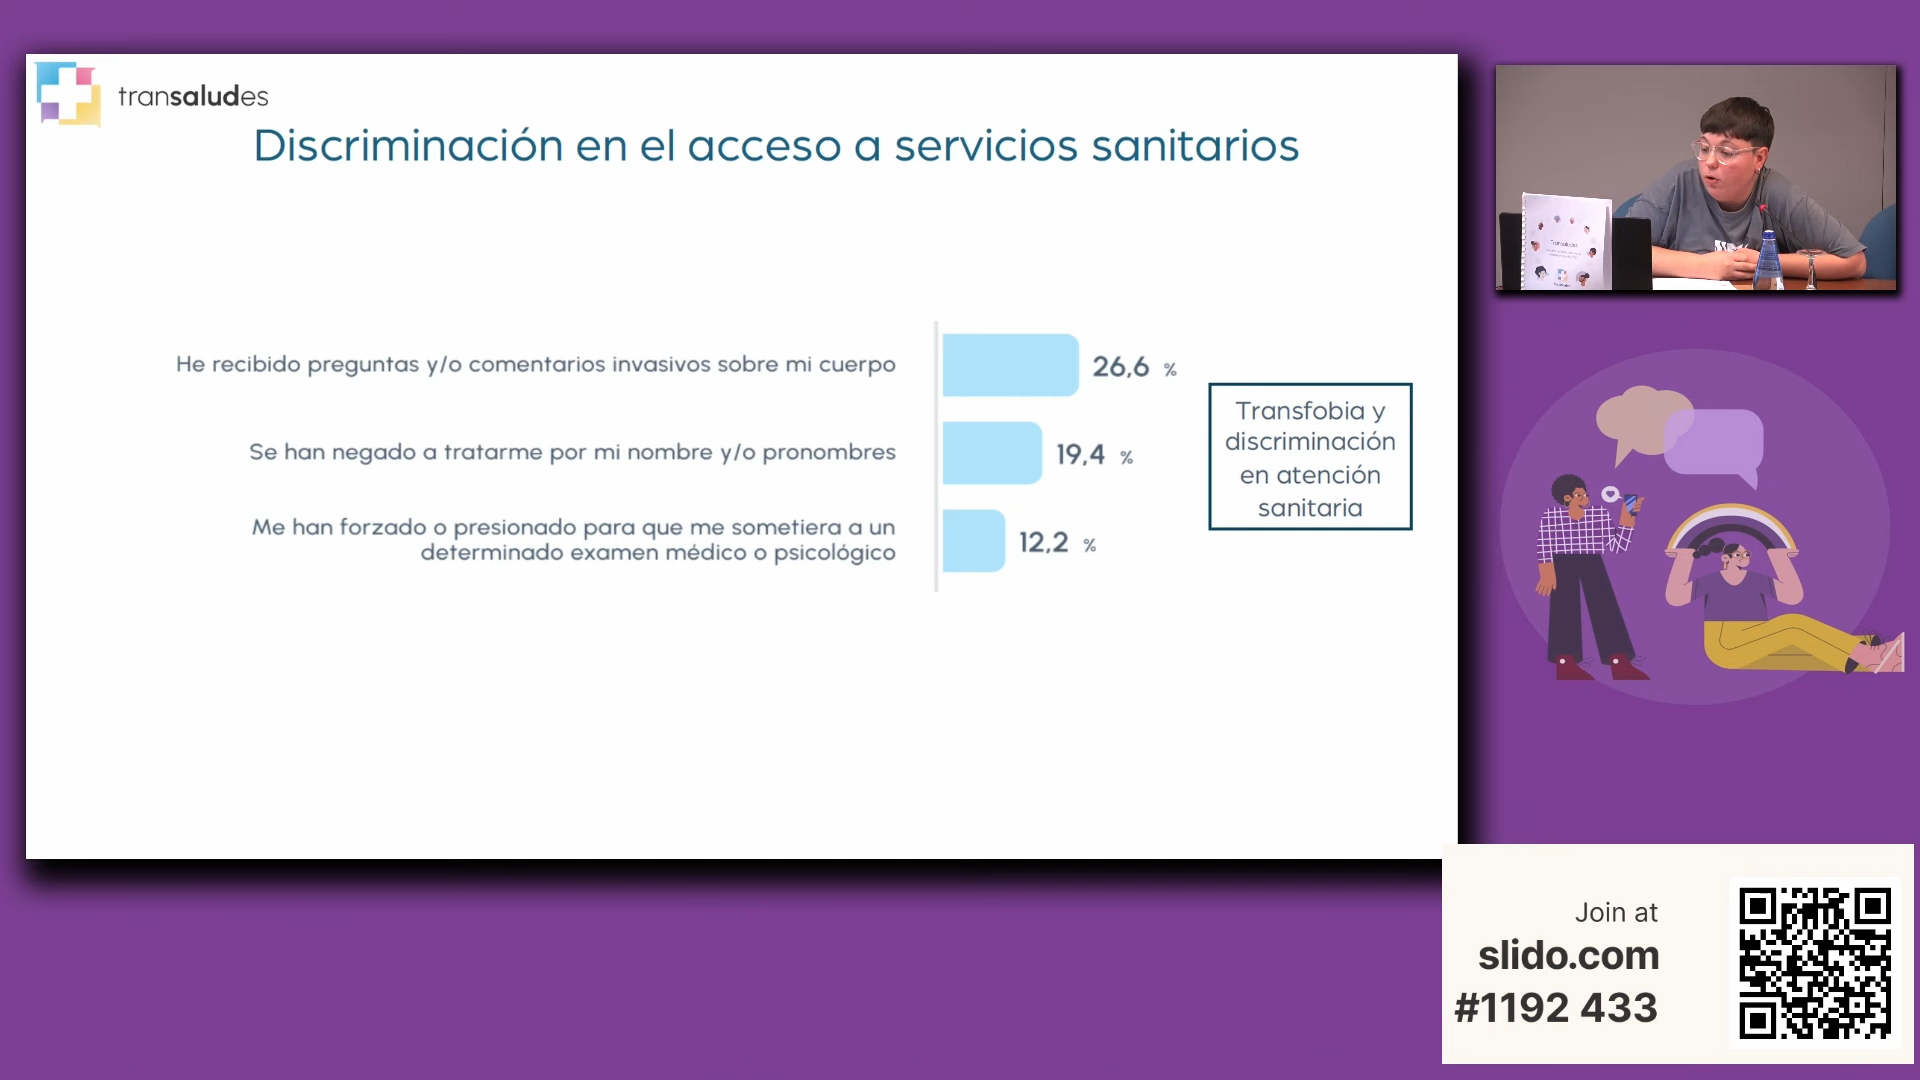 transaludes
Discriminación en el acceso a servicios sanitarios
He recibido preguntas y/o comentarios invasivos sobre mi cuerpo
26,6 %
Se han negado a tratarme por mi nombre y/o pronombres
19,4 %
Me han forzado o presionado para que me sometiera a un
determinado examen médico o psicológico
12,2 %
Transfobia y
discriminación
en atención
sanitaria
Transaludes
Join at
slido.com
#1192 433